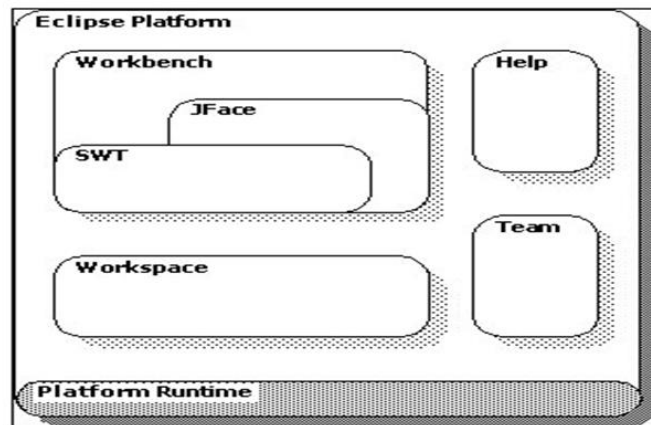 Eclipse Platform
Workbench
Help
JFace
SWT
Team
Workspace
Platform Runtime